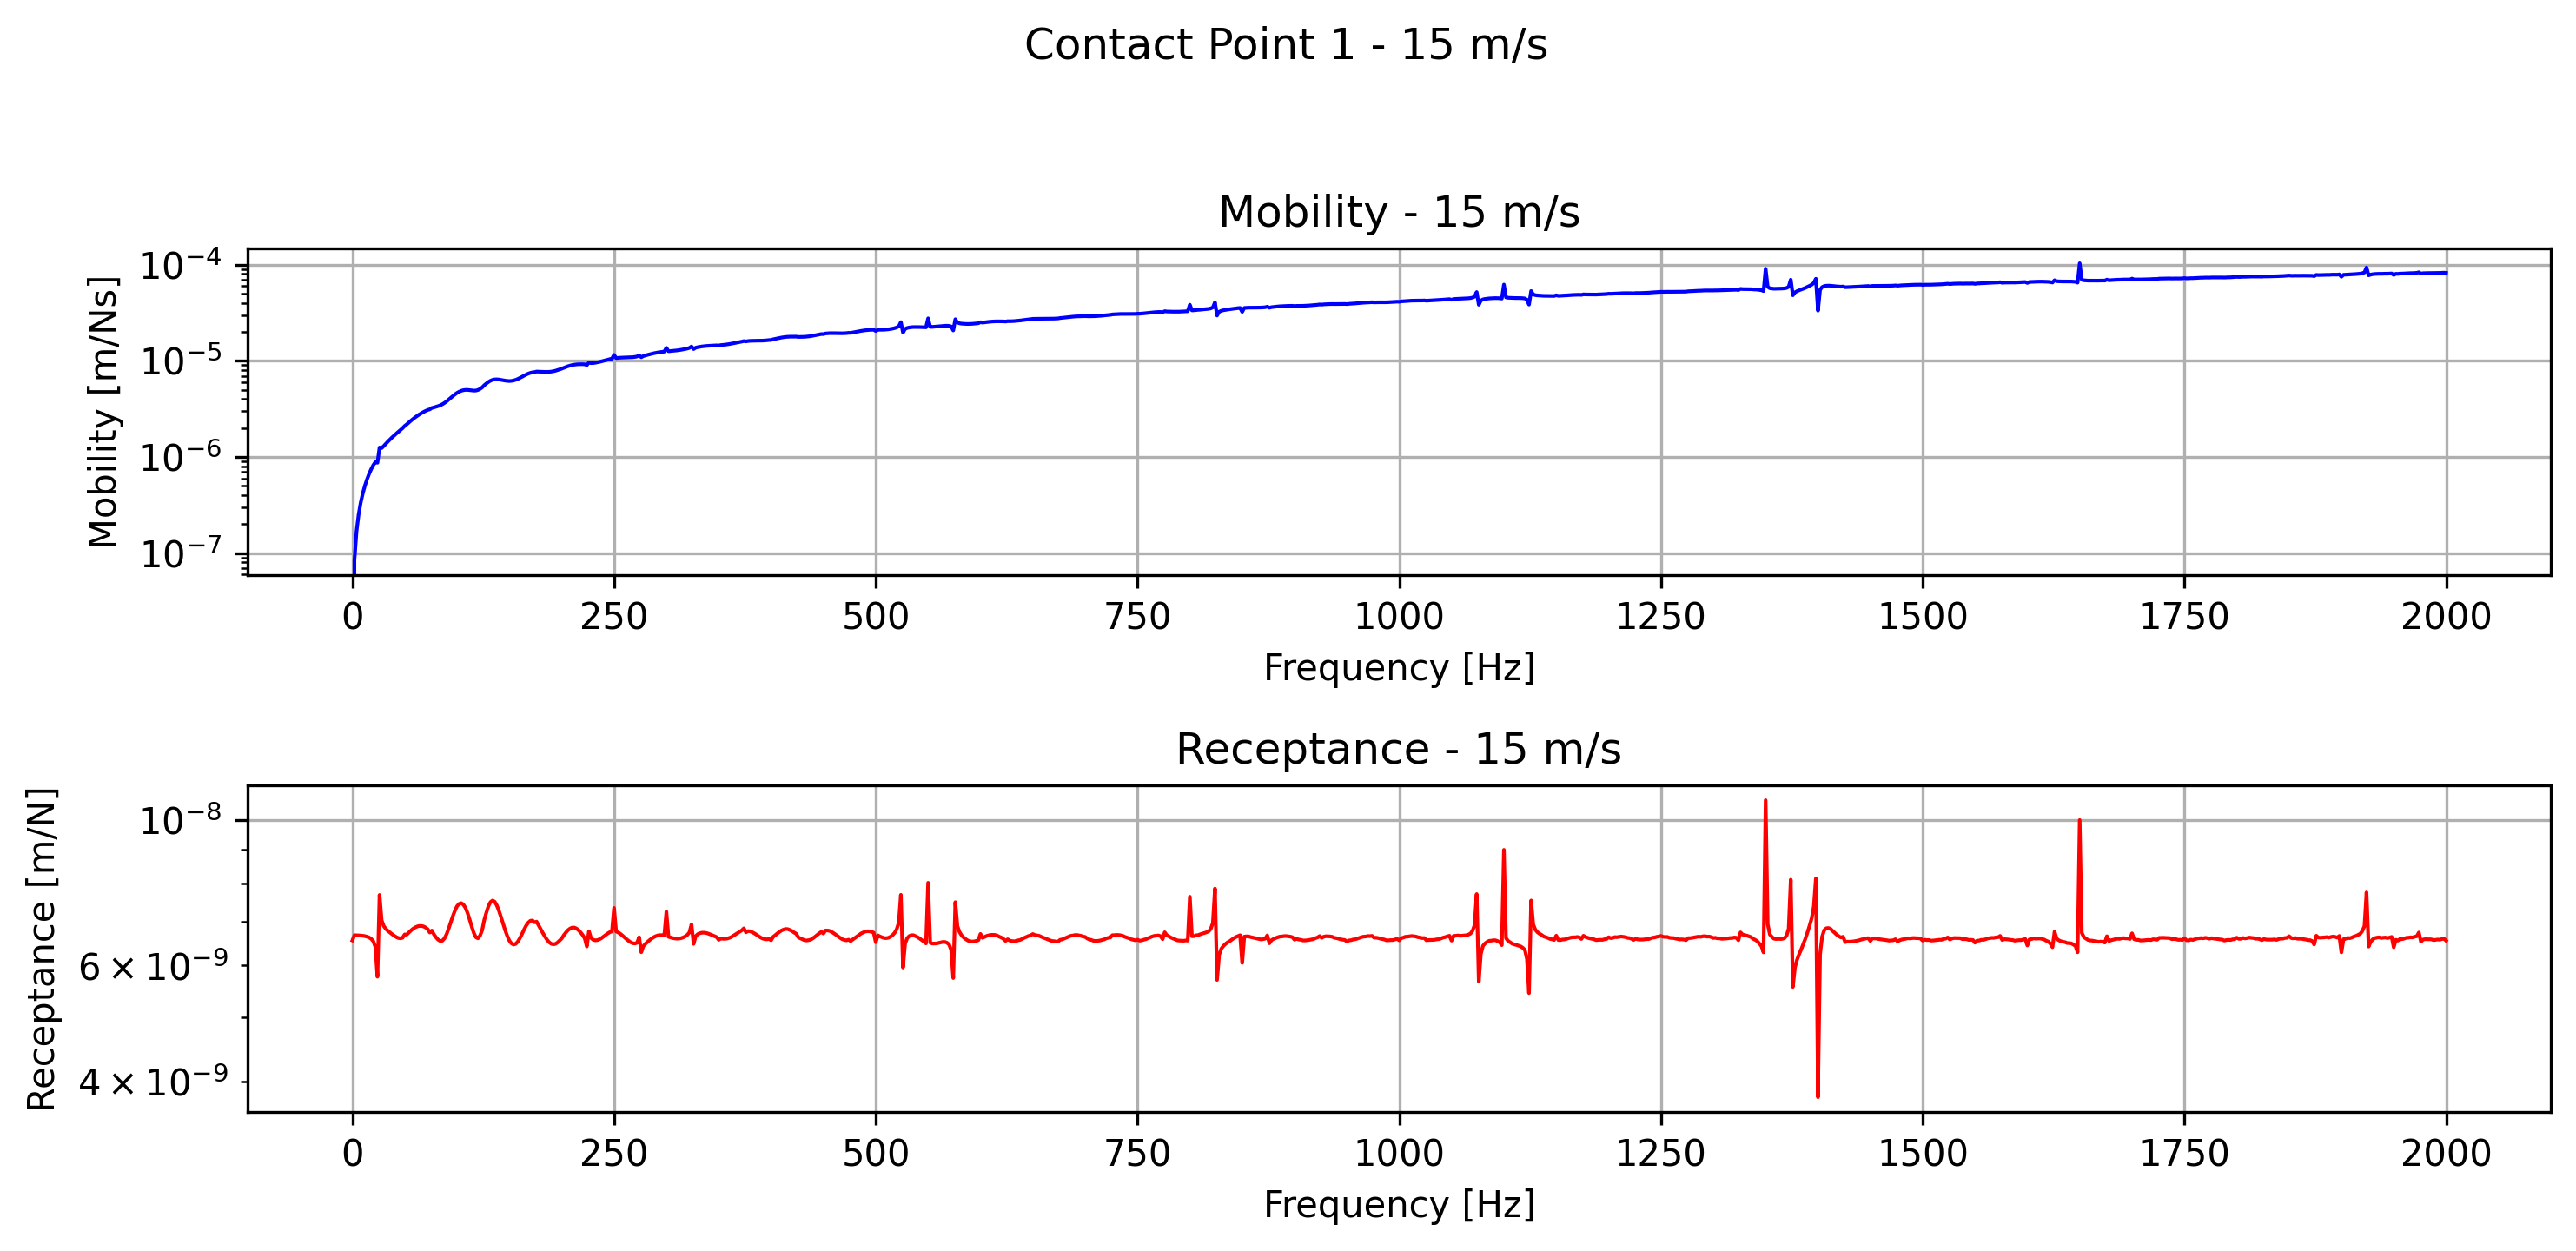 Contact Point 1 - 15 m/s
Mobility - 15 m/s
Mobility [m/Ns]
10⁻⁴
10⁻⁵
10⁻⁶
10⁻⁷
0 250 500 750 1000 1250 1500 1750 2000
Frequency [Hz]
Receptance - 15 m/s
Receptance [m/N]
10⁻⁸
6 × 10⁻⁹
4 × 10⁻⁹
0 250 500 750 1000 1250 1500 1750 2000
Frequency [Hz]